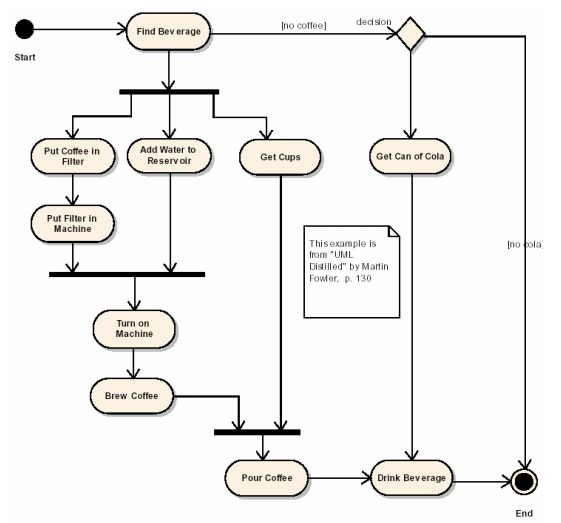 Start
Find Beverage
[no coffee]
decision
Put Coffee in
Filter
Add Water to
Reservoir
Get Cups
Get Can of Cola
Put Filter in
Machine
This example is
from "UML
Distilled" by Martin
Fowler, p. 130
[no cola]
Turn on
Machine
Brew Coffee
Pour Coffee
Drink Beverage
End